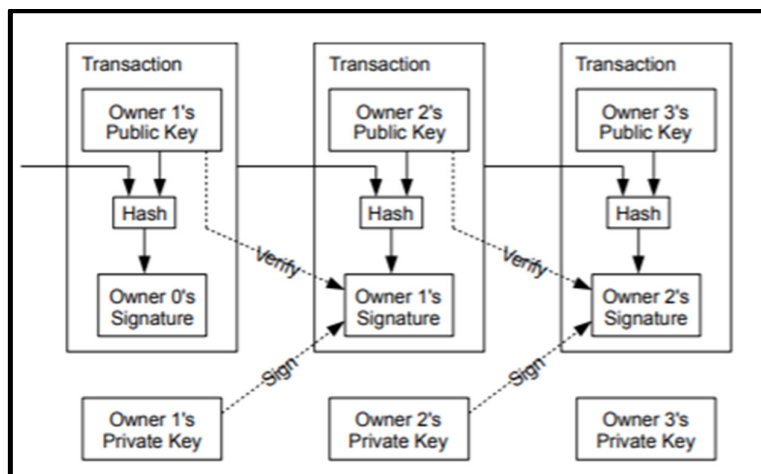 Transaction
Owner 1's
Public Key
Hash
Owner 0's
Signature
Transaction
Owner 2's
Public Key
Hash
Verify
Owner 1's
Signature
Transaction
Owner 3's
Public Key
Hash
Verify
Owner 2's
Signature
Sign
Sign
Owner 1's
Private Key
Owner 2's
Private Key
Owner 3's
Private Key